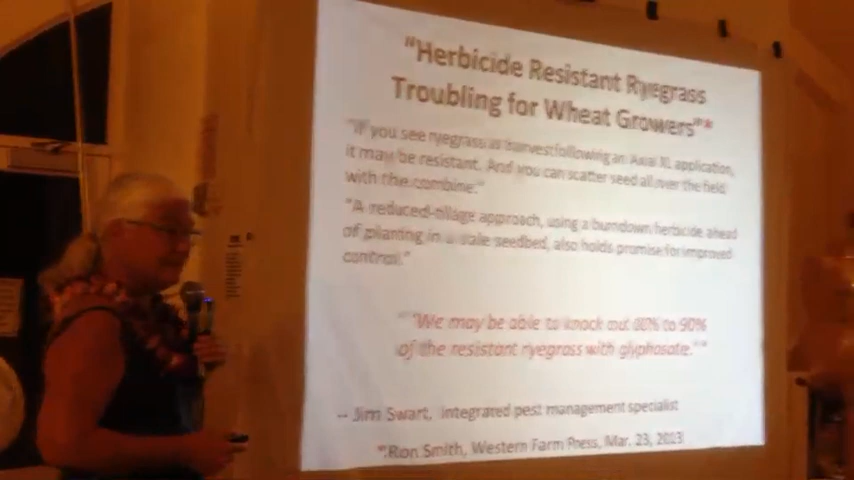 "Herbicide Resistant Ryegrass
Troubling for Wheat Growers"*
"If you see ryegrass at harvest following an Axial XL application,
it may be resistant. And you can scatter seed all over the field
with the combine."
"A reduced-tillage approach, using a burndown herbicide ahead
of planting in a stale seedbed, also holds promise for improved
control."
"We may be able to knock out 80% to 90%
of the resistant ryegrass with glyphosate."
-- Jim Swart, integrated pest management specialist
*Ron Smith, Western Farm Press, Mar. 23, 2013